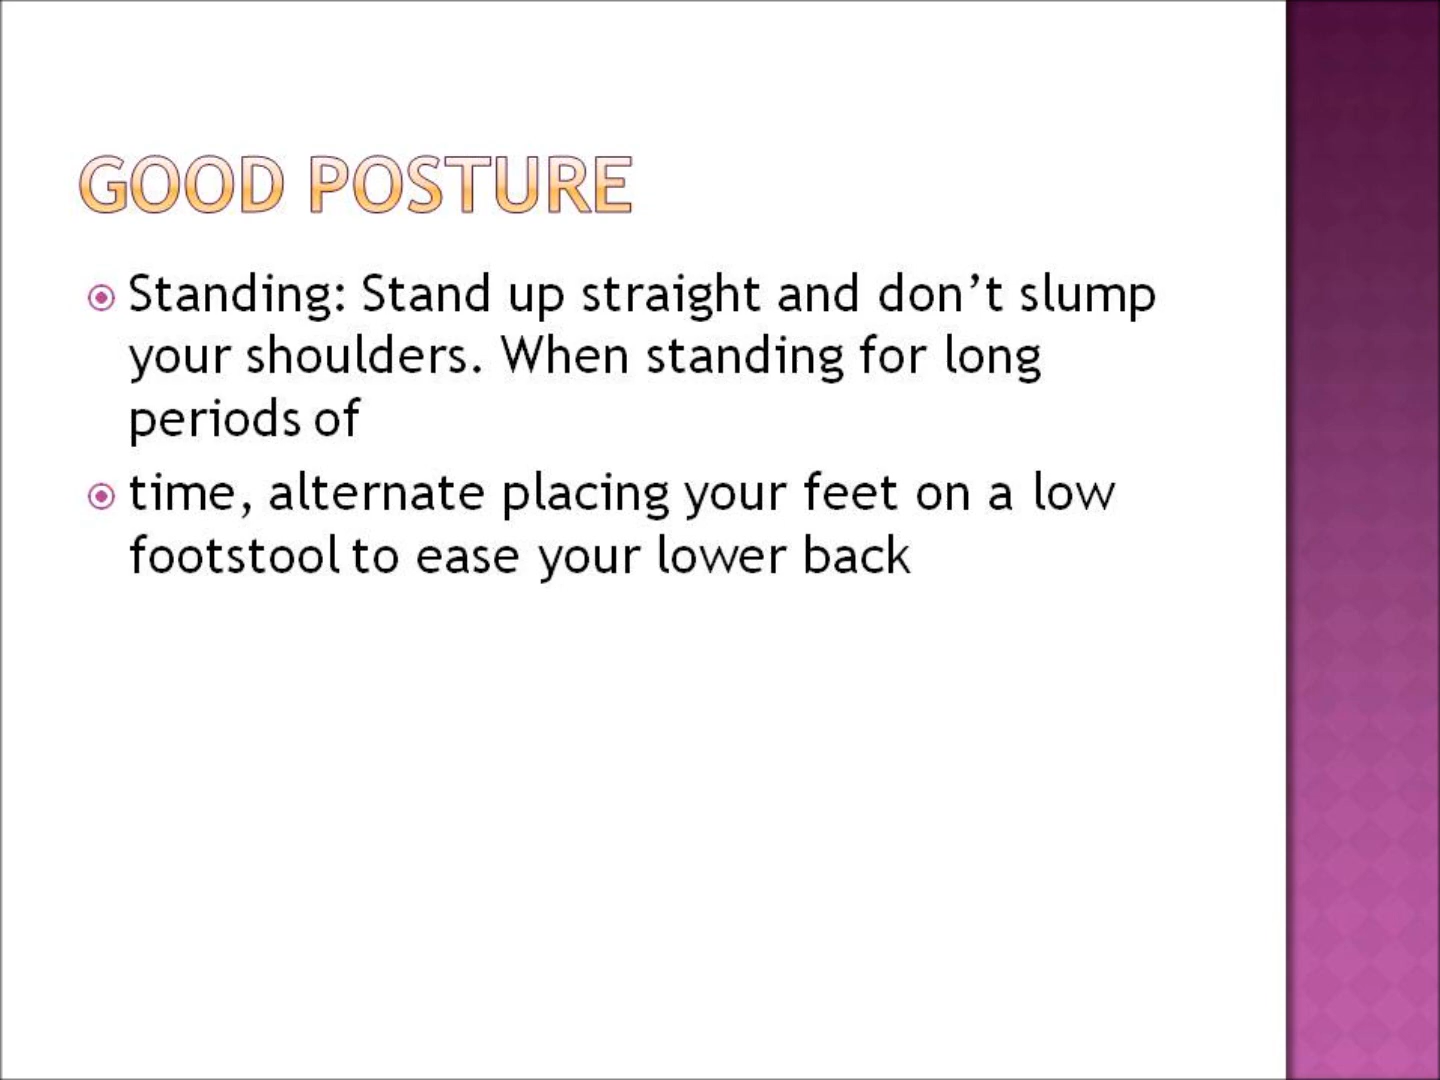 GOOD POSTURE
Standing: Stand up straight and don’t slump
your shoulders. When standing for long
periods of
time, alternate placing your feet on a low
footstool to ease your lower back